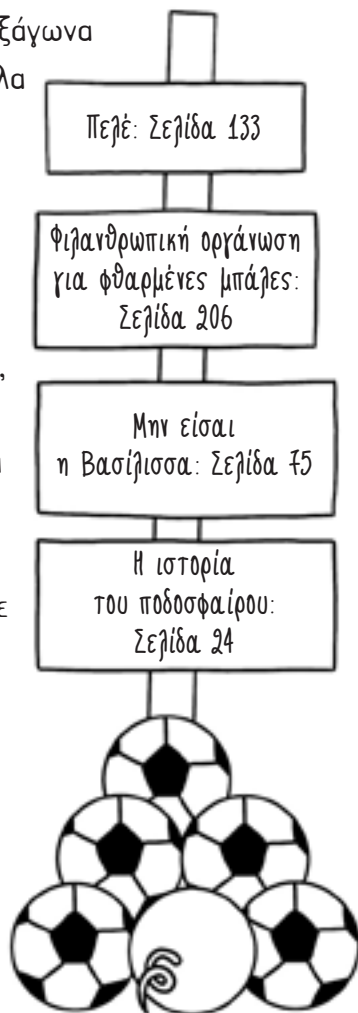 ξάγωνα
λα
Πελέ: Σελίδα 133
Φιλανθρωπική οργάνωση
για φθαρμένες μπάλες:
Σελίδα 206
,
Μην είσαι
η Βασίλισσα: Σελίδα 75
Η ιστορία
του ποδοσφαίρου:
ε
Σελίδα 24